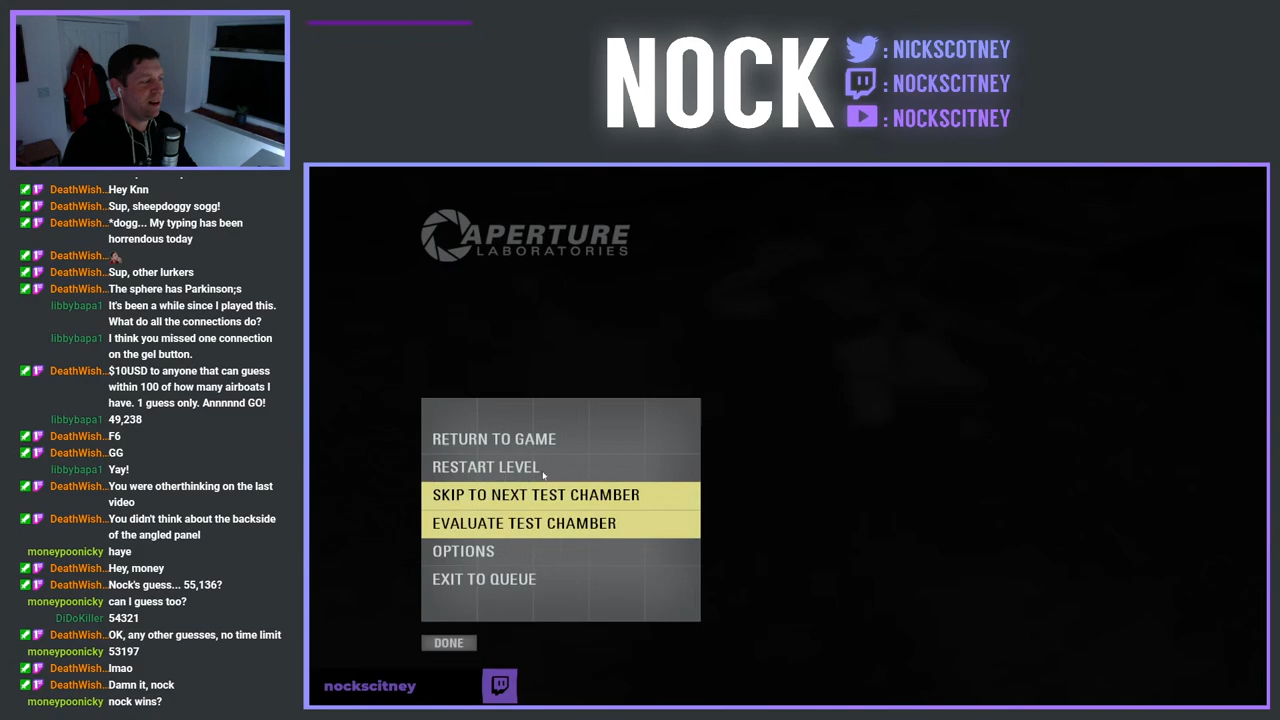 NOCK
: NICKSCOTNEY
: NOCKSCITNEY
: NOCKSCITNEY
DeathWish...Hey Knn
DeathWish...Sup, sheepdoggy sogg!
DeathWish...*dogg... My typing has been
horrendous today
DeathWish...
DeathWish...Sup, other lurkers
DeathWish...The sphere has Parkinson;s
libbybapa1 It's been a while since I played this.
What do all the connections do?
libbybapa1 I think you missed one connection
on the gel button.
DeathWish...$10USD to anyone that can guess
within 100 of how many airboats I
have. 1 guess only. Annnnnd GO!
libbybapa1 49,238
DeathWish...F6
DeathWish...GG
libbybapa1 Yay!
DeathWish...You were otherthinking on the last
video
DeathWish...You didn't think about the backside
of the angled panel
moneypoonicky haye
DeathWish...Hey, money
DeathWish...Nock's guess... 55,136?
moneypoonicky can I guess too?
DiDoKiller 54321
DeathWish...OK, any other guesses, no time limit
moneypoonicky 53197
DeathWish...lmao
DeathWish...Damn it, nock
moneypoonicky nock wins?
APERTURE
LABORATORIES
RETURN TO GAME
RESTART LEVEL
SKIP TO NEXT TEST CHAMBER
EVALUATE TEST CHAMBER
OPTIONS
EXIT TO QUEUE
DONE
nockscitney